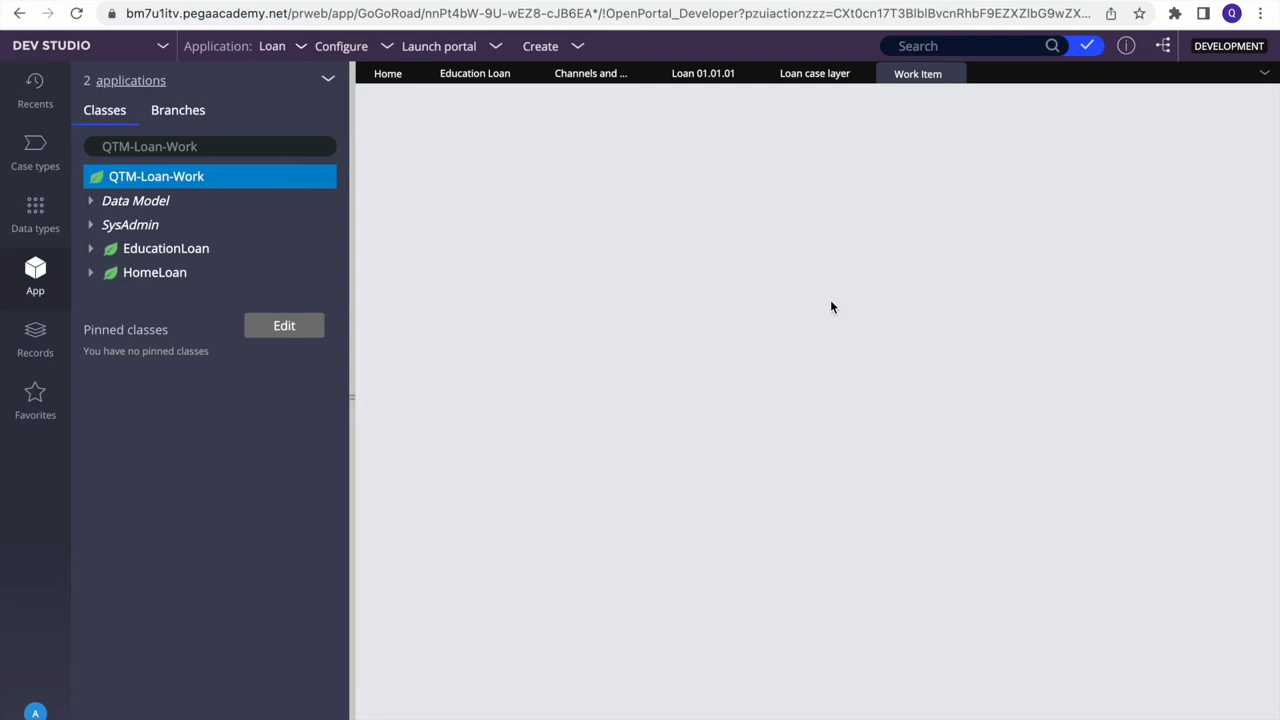 bm7u1itv.pegaacademy.net/prweb/app/GoGoRoad/nnPt4bW-9U-wEZ8-cJB6EA*/!OpenPortal_Developer?pzuiactionzzz=CXt0cn17T3BlblBvcnRhbF9EZXZlbG9wZX...
Q
DEV STUDIO
Application: Loan
Configure
Launch portal
Create
Search
DEVELOPMENT
Home
Education Loan
Channels and ...
Loan 01.01.01
Loan case layer
Work Item
Recents
Case types
Data types
App
Records
Favorites
A
2 applications
Classes
Branches
QTM-Loan-Work
QTM-Loan-Work
Data Model
SysAdmin
EducationLoan
HomeLoan
Pinned classes
Edit
You have no pinned classes